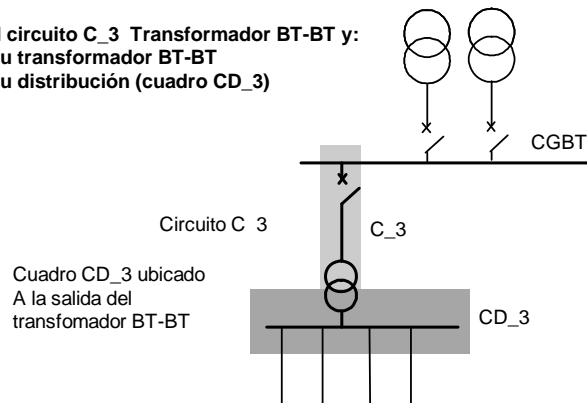 l circuito C_3 Transformador BT-BT y:
u transformador BT-BT
u distribución (cuadro CD_3)
CGBT
Circuito C 3
C_3
Cuadro CD_3 ubicado
A la salida del
transfomador BT-BT
CD_3